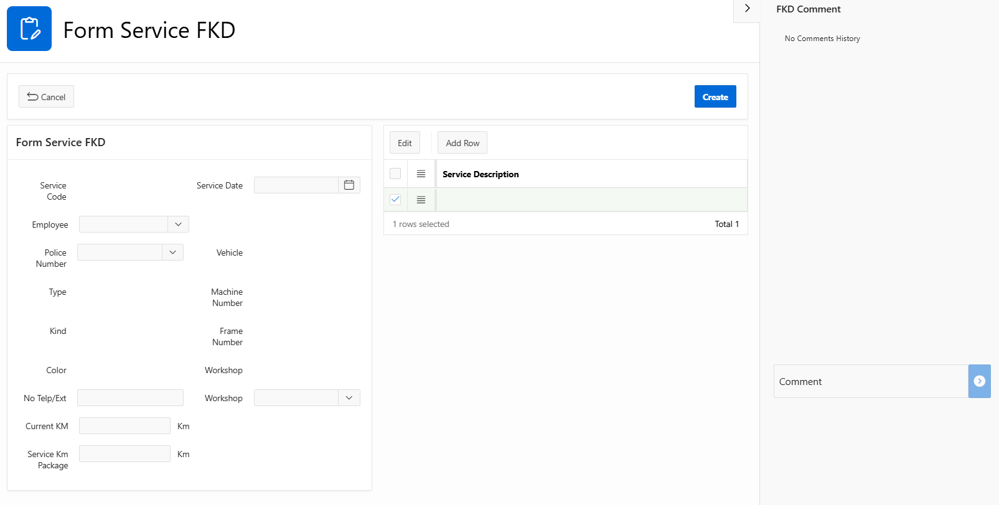 Form Service FKD
FKD Comment
No Comments History
Cancel
Create
Form Service FKD
Service
Code
Service Date
Employee
Police
Number
Vehicle
Type
Machine
Number
Kind
Frame
Number
Color
Workshop
No Telp/Ext
Workshop
Current KM
Km
Service Km
Package
Km
Edit
Add Row
Service Description
1 rows selected
Total 1
Comment